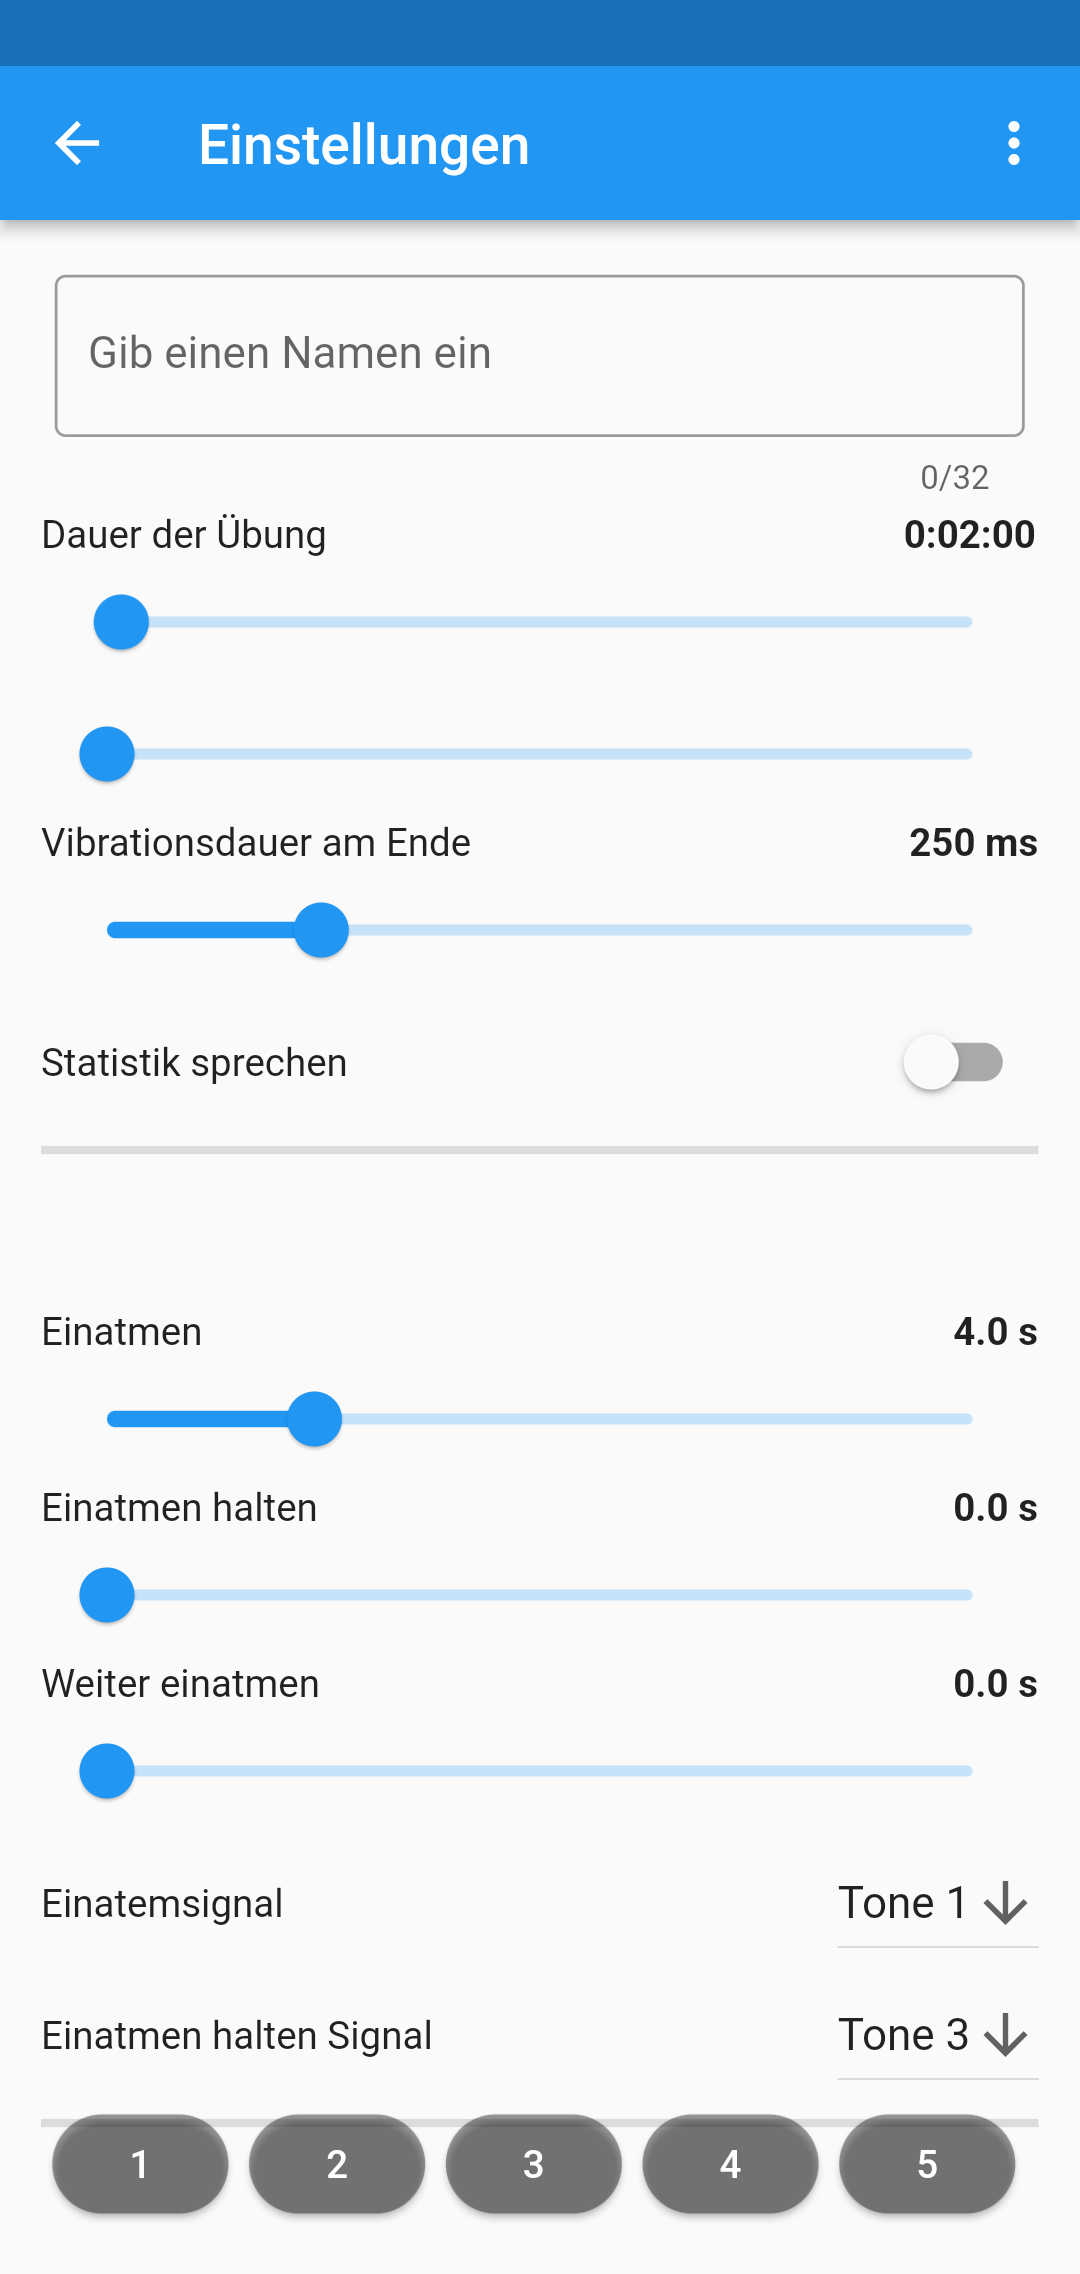 Einstellungen
Gib einen Namen ein
0/32
Dauer der Übung 0:02:00
Vibrationsdauer am Ende 250 ms
Statistik sprechen
Einatmen 4.0 s
Einatmen halten 0.0 s
Weiter einatmen 0.0 s
Einatemsignal Tone 1
Einatmen halten Signal Tone 3
1 2 3 4 5